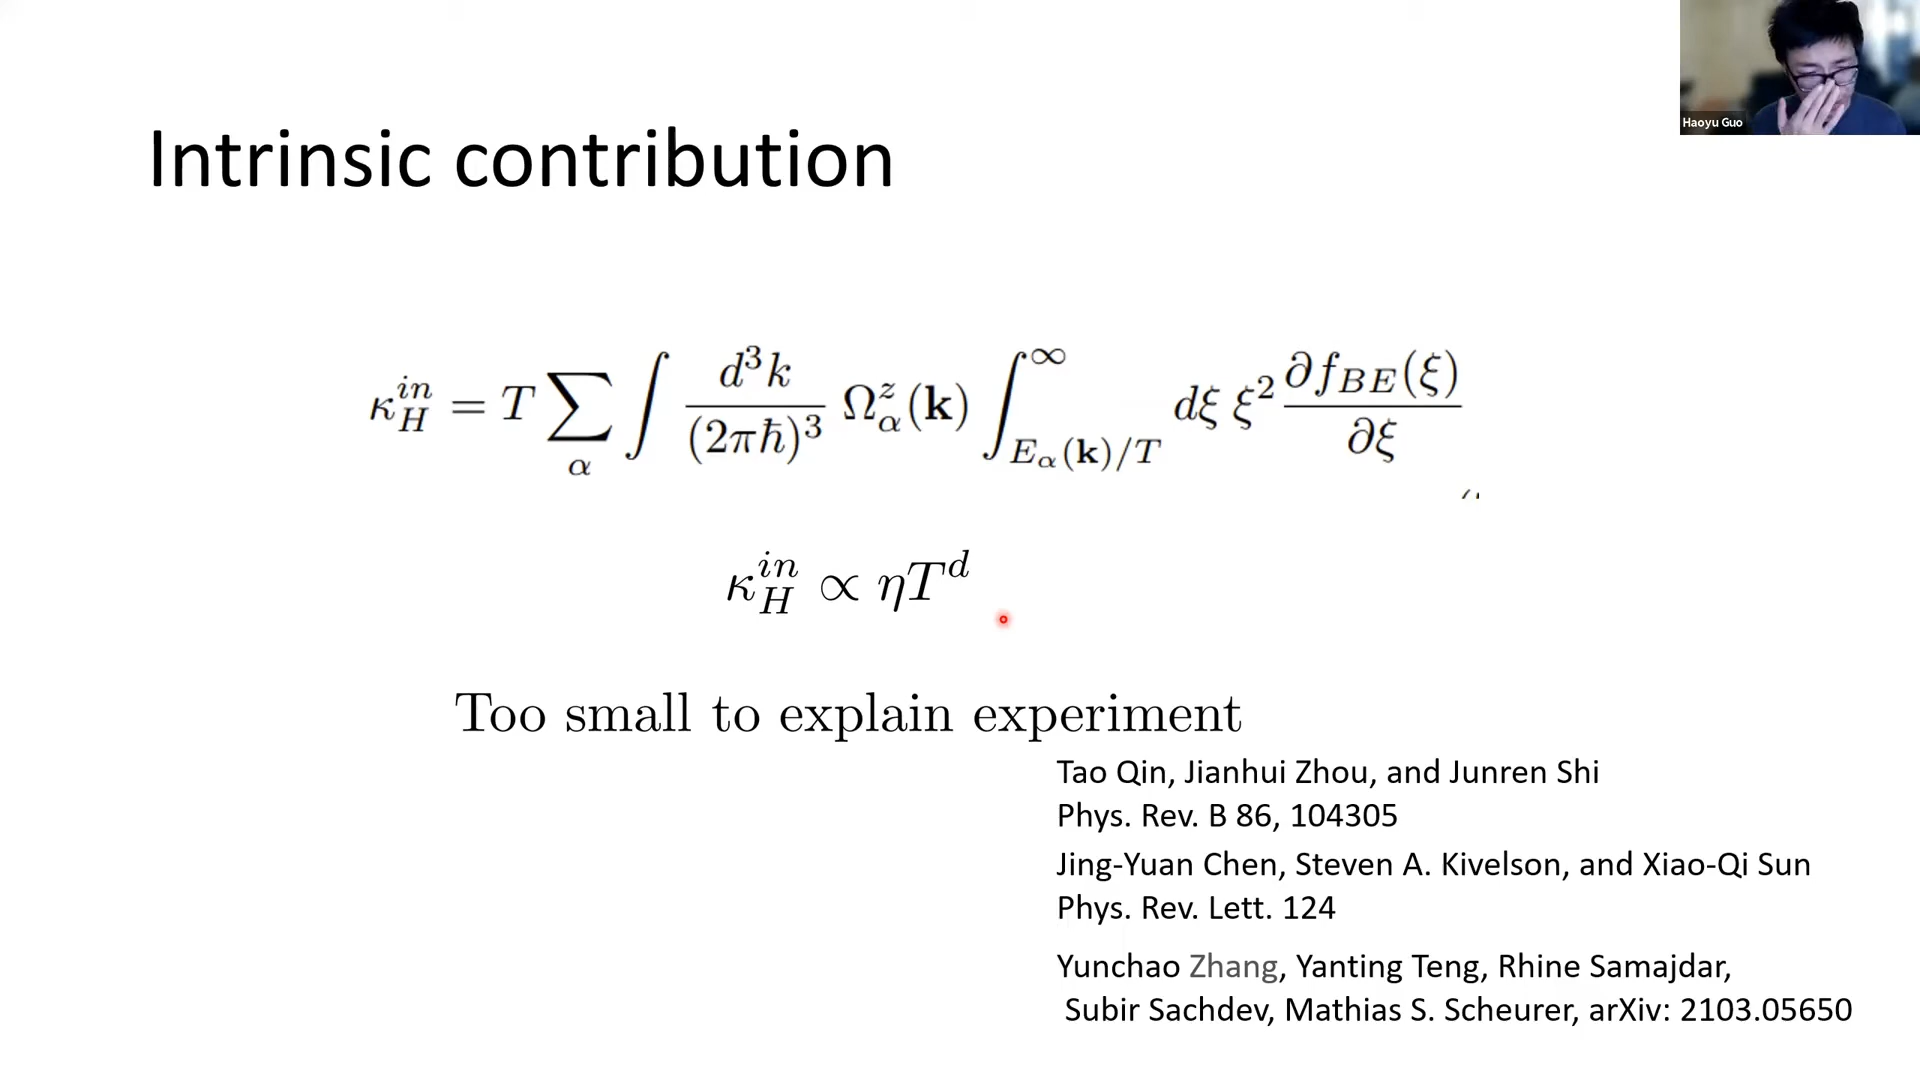 Haoyu Guo
Intrinsic contribution
κ_H^{in} = T ∑_α ∫ d³k/(2πħ)³ Ω_α^z(𝐤) ∫_{E_α(𝐤)/T}^∞ dξ ξ² ∂f_{BE}(ξ)/∂ξ
κ_H^{in} ∝ ηT^d
Too small to explain experiment
Tao Qin, Jianhui Zhou, and Junren Shi
Phys. Rev. B 86, 104305
Jing-Yuan Chen, Steven A. Kivelson, and Xiao-Qi Sun
Phys. Rev. Lett. 124
Yunchao Zhang, Yanting Teng, Rhine Samajdar,
Subir Sachdev, Mathias S. Scheurer, arXiv: 2103.05650